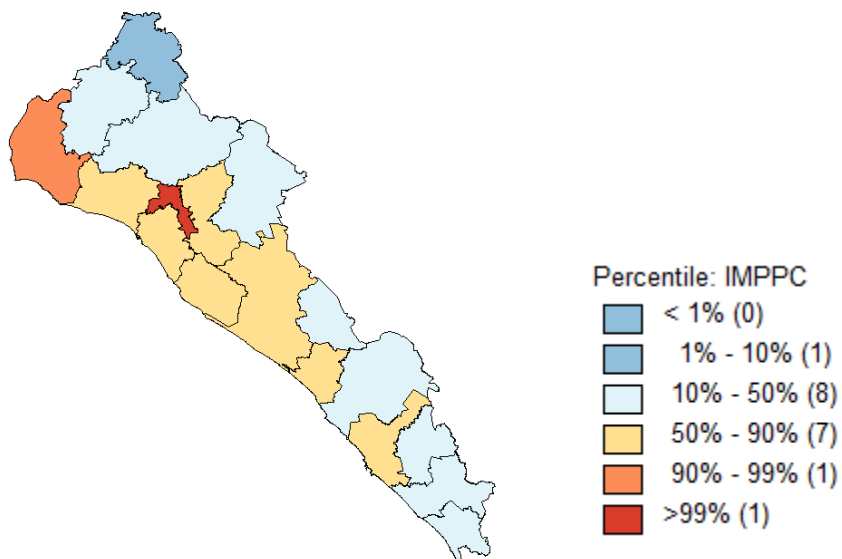 Percentile: IMPPC
< 1% (0)
1% - 10% (1)
10% - 50% (8)
50% - 90% (7)
90% - 99% (1)
>99% (1)